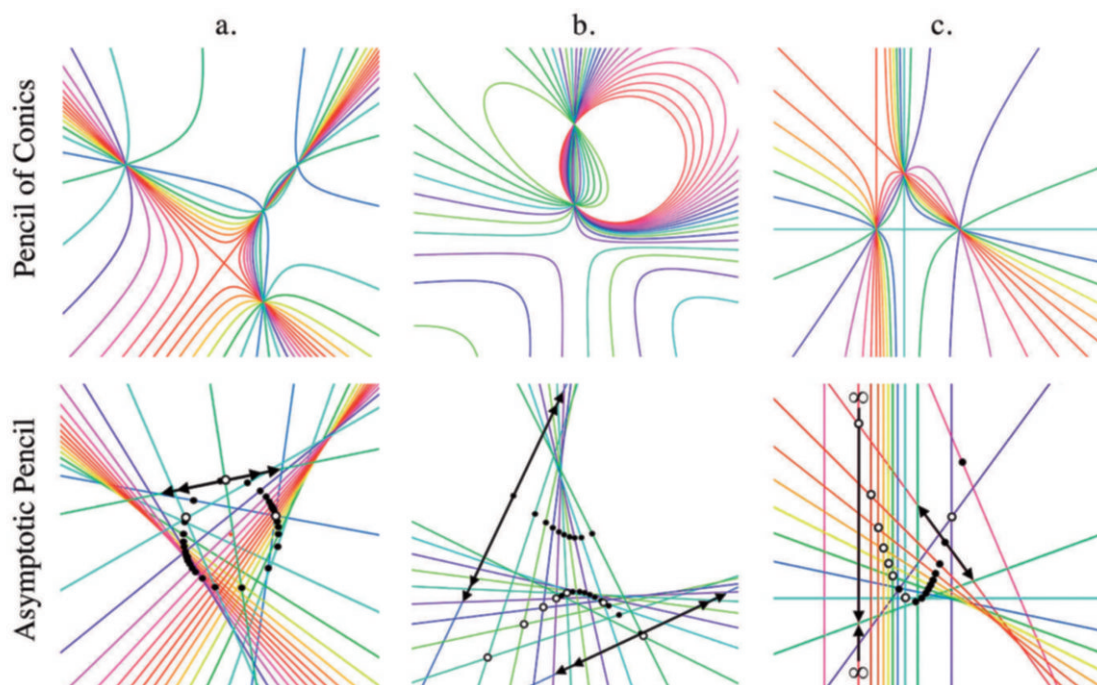 a.
b.
c.
Pencil of Conics
Asymptotic Pencil
∞
∞